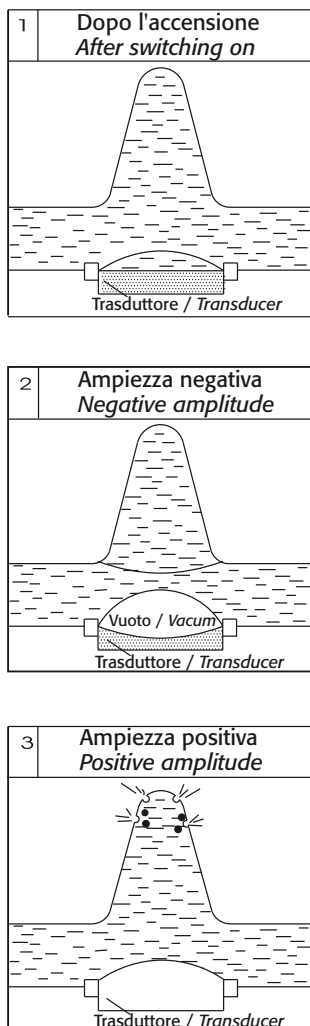 1
Dopo l'accensione
After switching on
Trasduttore / Transducer
2
Ampiezza negativa
Negative amplitude
Vuoto / Vacum
Trasduttore / Transducer
3
Ampiezza positiva
Positive amplitude
Trasduttore / Transducer